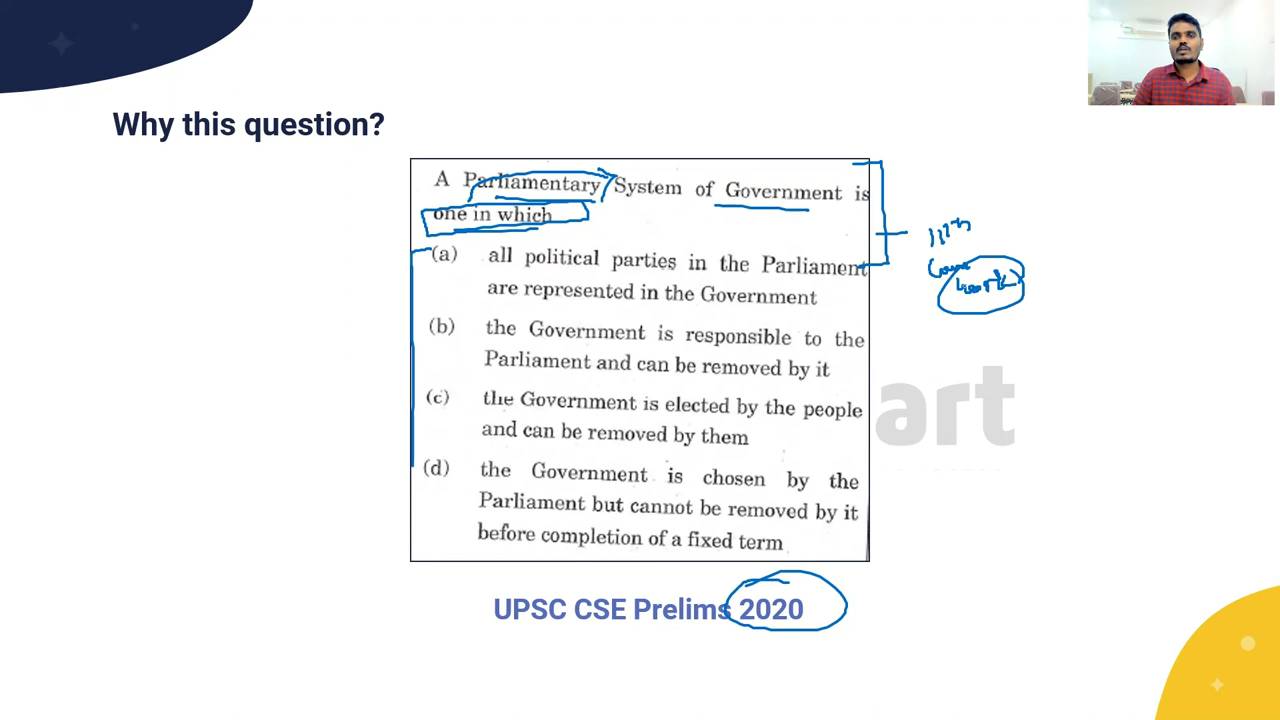 Why this question?
A Parliamentary System of Government is
one in which
(a) all political parties in the Parliament
are represented in the Government
(b) the Government is responsible to the
Parliament and can be removed by it
(c) the Government is elected by the people
and can be removed by them
(d) the Government is chosen by the
Parliament but cannot be removed by it
before completion of a fixed term
11th
art
UPSC CSE Prelims 2020